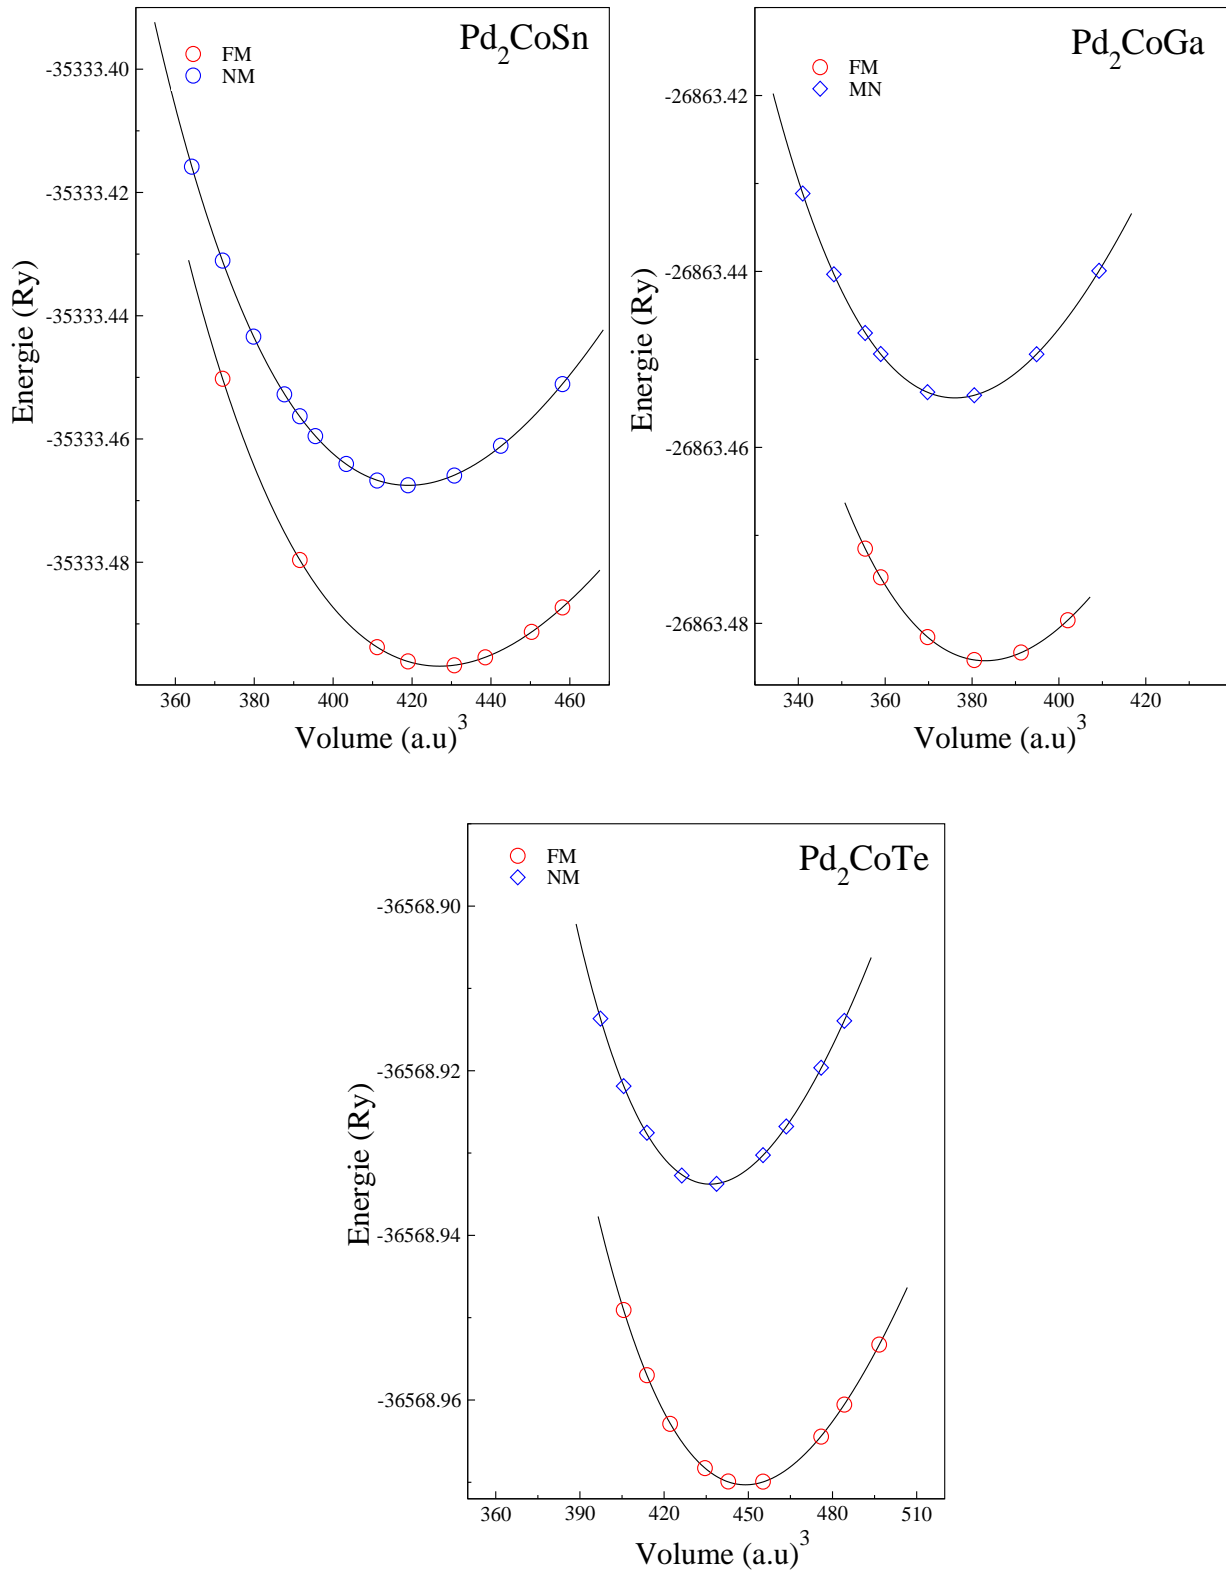 Pd2CoSn
FM
NM
-35333.40
-35333.42
-35333.44
-35333.46
-35333.48
Energie (Ry)
360 380 400 420 440 460
Volume (a.u)^3
Pd2CoGa
FM
MN
-26863.42
-26863.44
-26863.46
-26863.48
Energie (Ry)
340 360 380 400 420
Volume (a.u)^3
Pd2CoTe
FM
NM
-36568.90
-36568.92
-36568.94
-36568.96
Energie (Ry)
360 390 420 450 480 510
Volume (a.u)^3